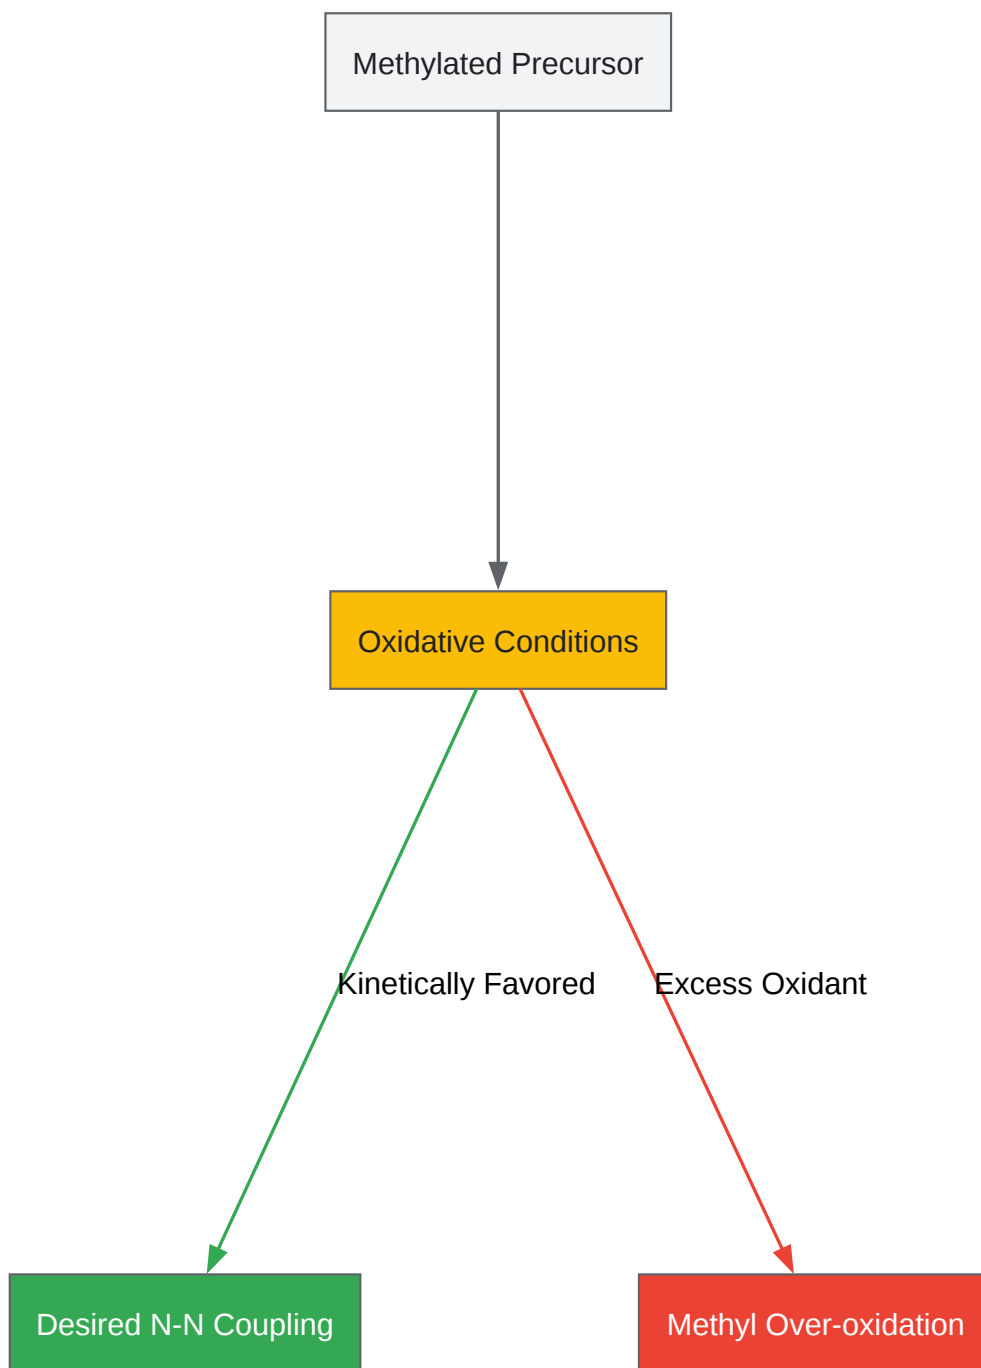 Methylated Precursor
Oxidative Conditions
Kinetically Favored
Excess Oxidant
Desired N-N Coupling
Methyl Over-oxidation